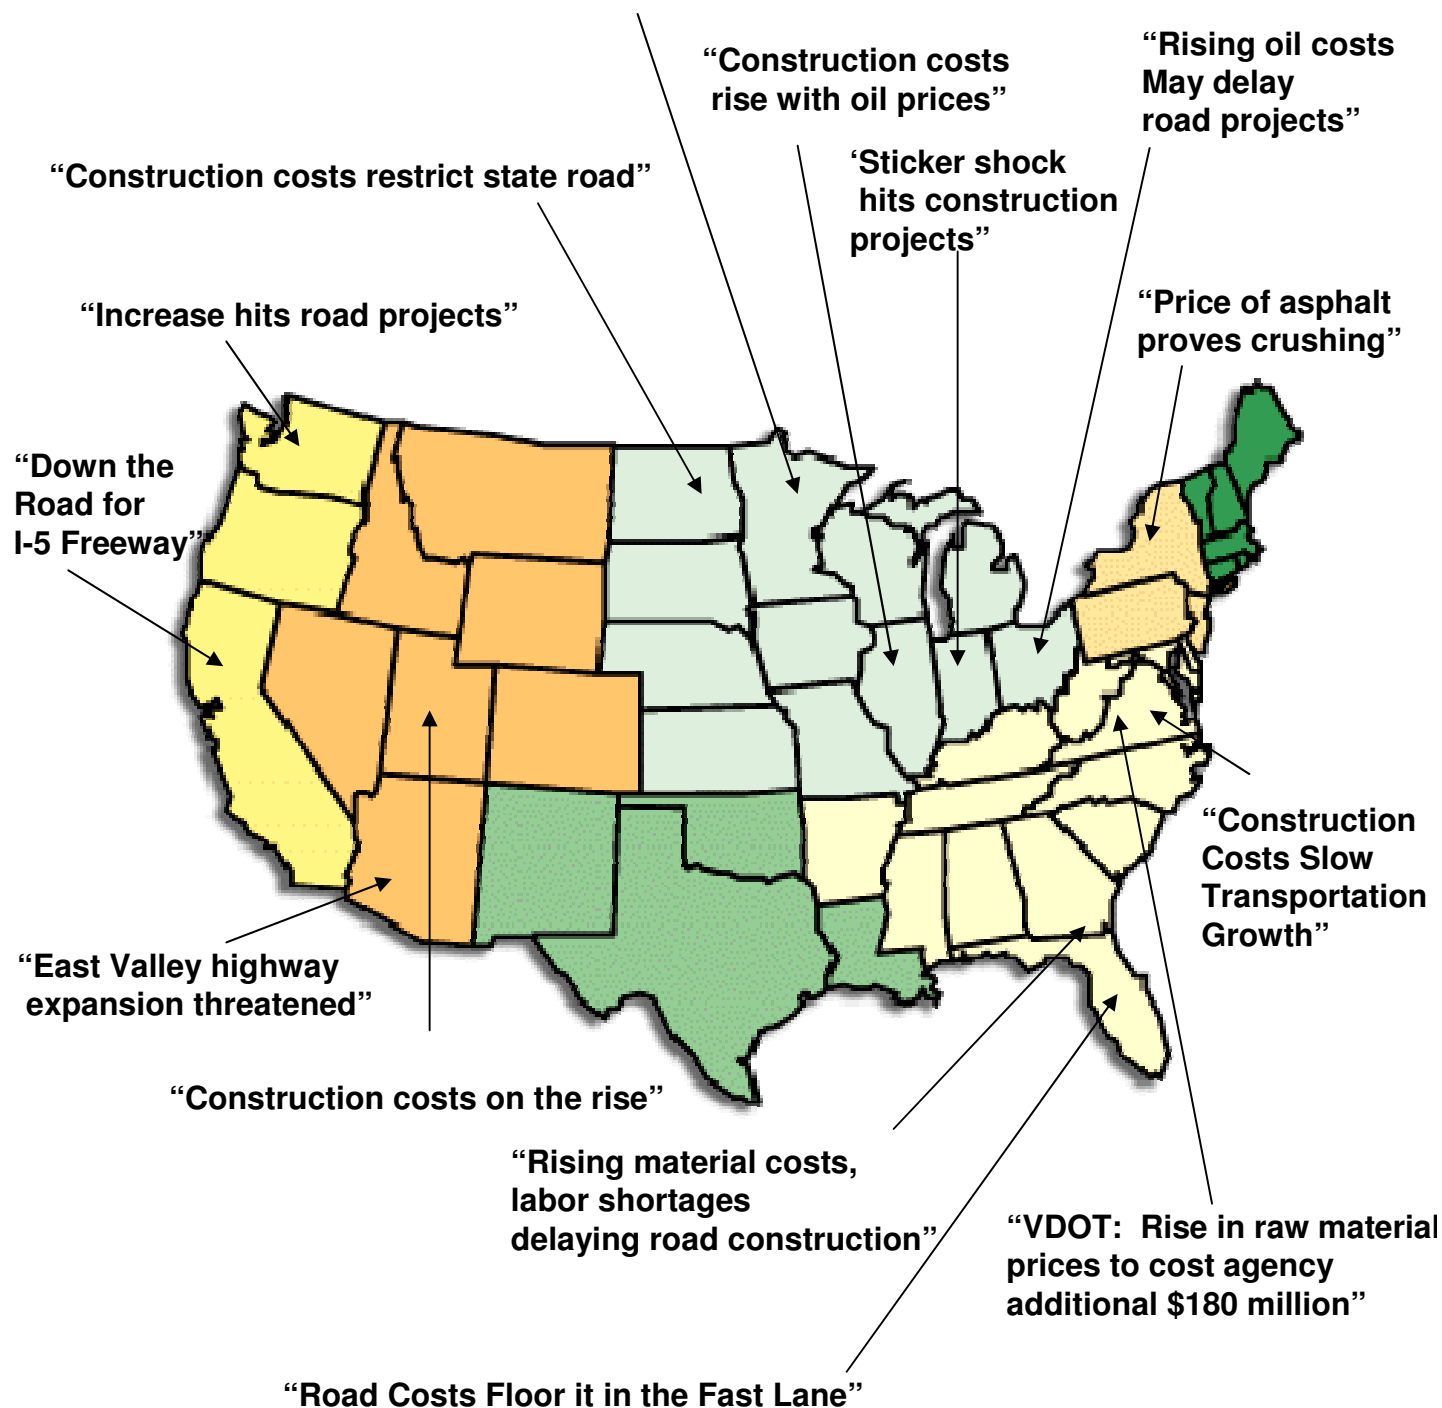 “Construction costs
rise with oil prices”
“Rising oil costs
May delay
road projects”
‘Sticker shock
hits construction
projects”
“Construction costs restrict state road”
“Increase hits road projects”
“Price of asphalt
proves crushing”
“Down the
Road for
I-5 Freeway”
“Construction
Costs Slow
Transportation
Growth”
“East Valley highway
expansion threatened”
“Construction costs on the rise”
“Rising material costs,
labor shortages
delaying road construction”
“VDOT:  Rise in raw material
prices to cost agency
additional $180 million”
“Road Costs Floor it in the Fast Lane”